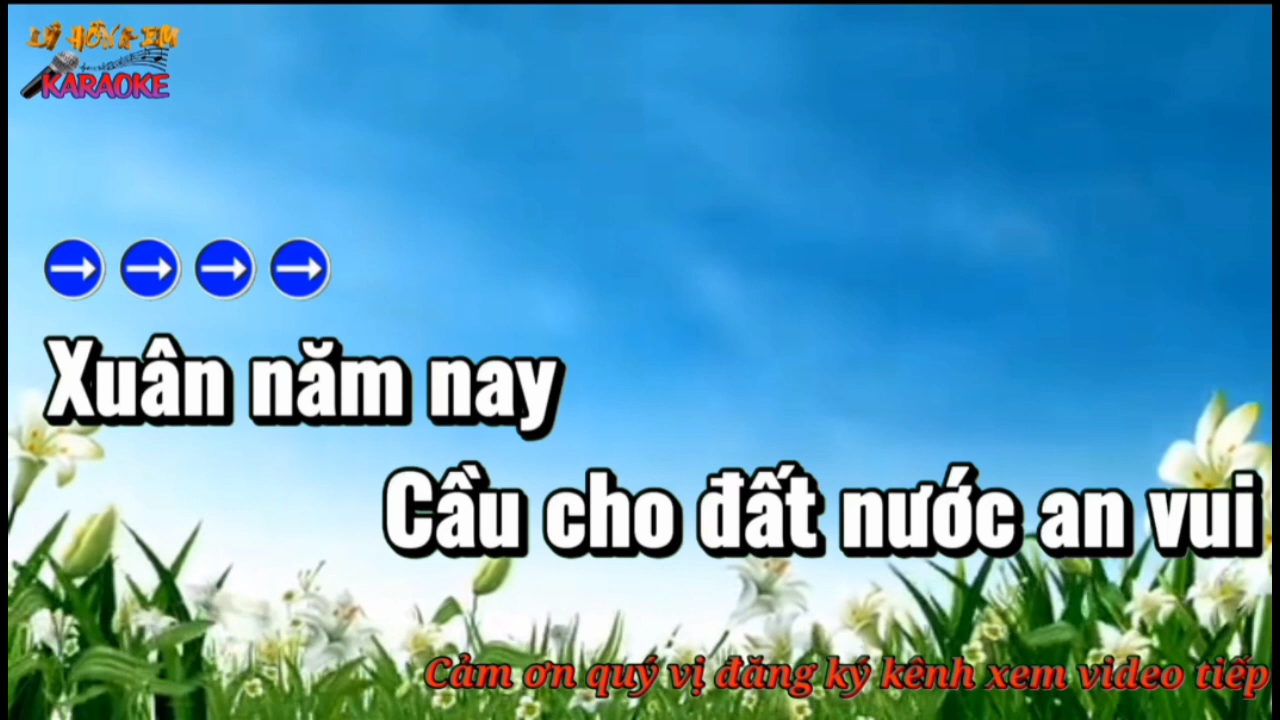 KARAOKE
Xuân năm nay
Cầu cho đất nước an vui
Cảm ơn quý vị đăng ký kênh xem video tiếp